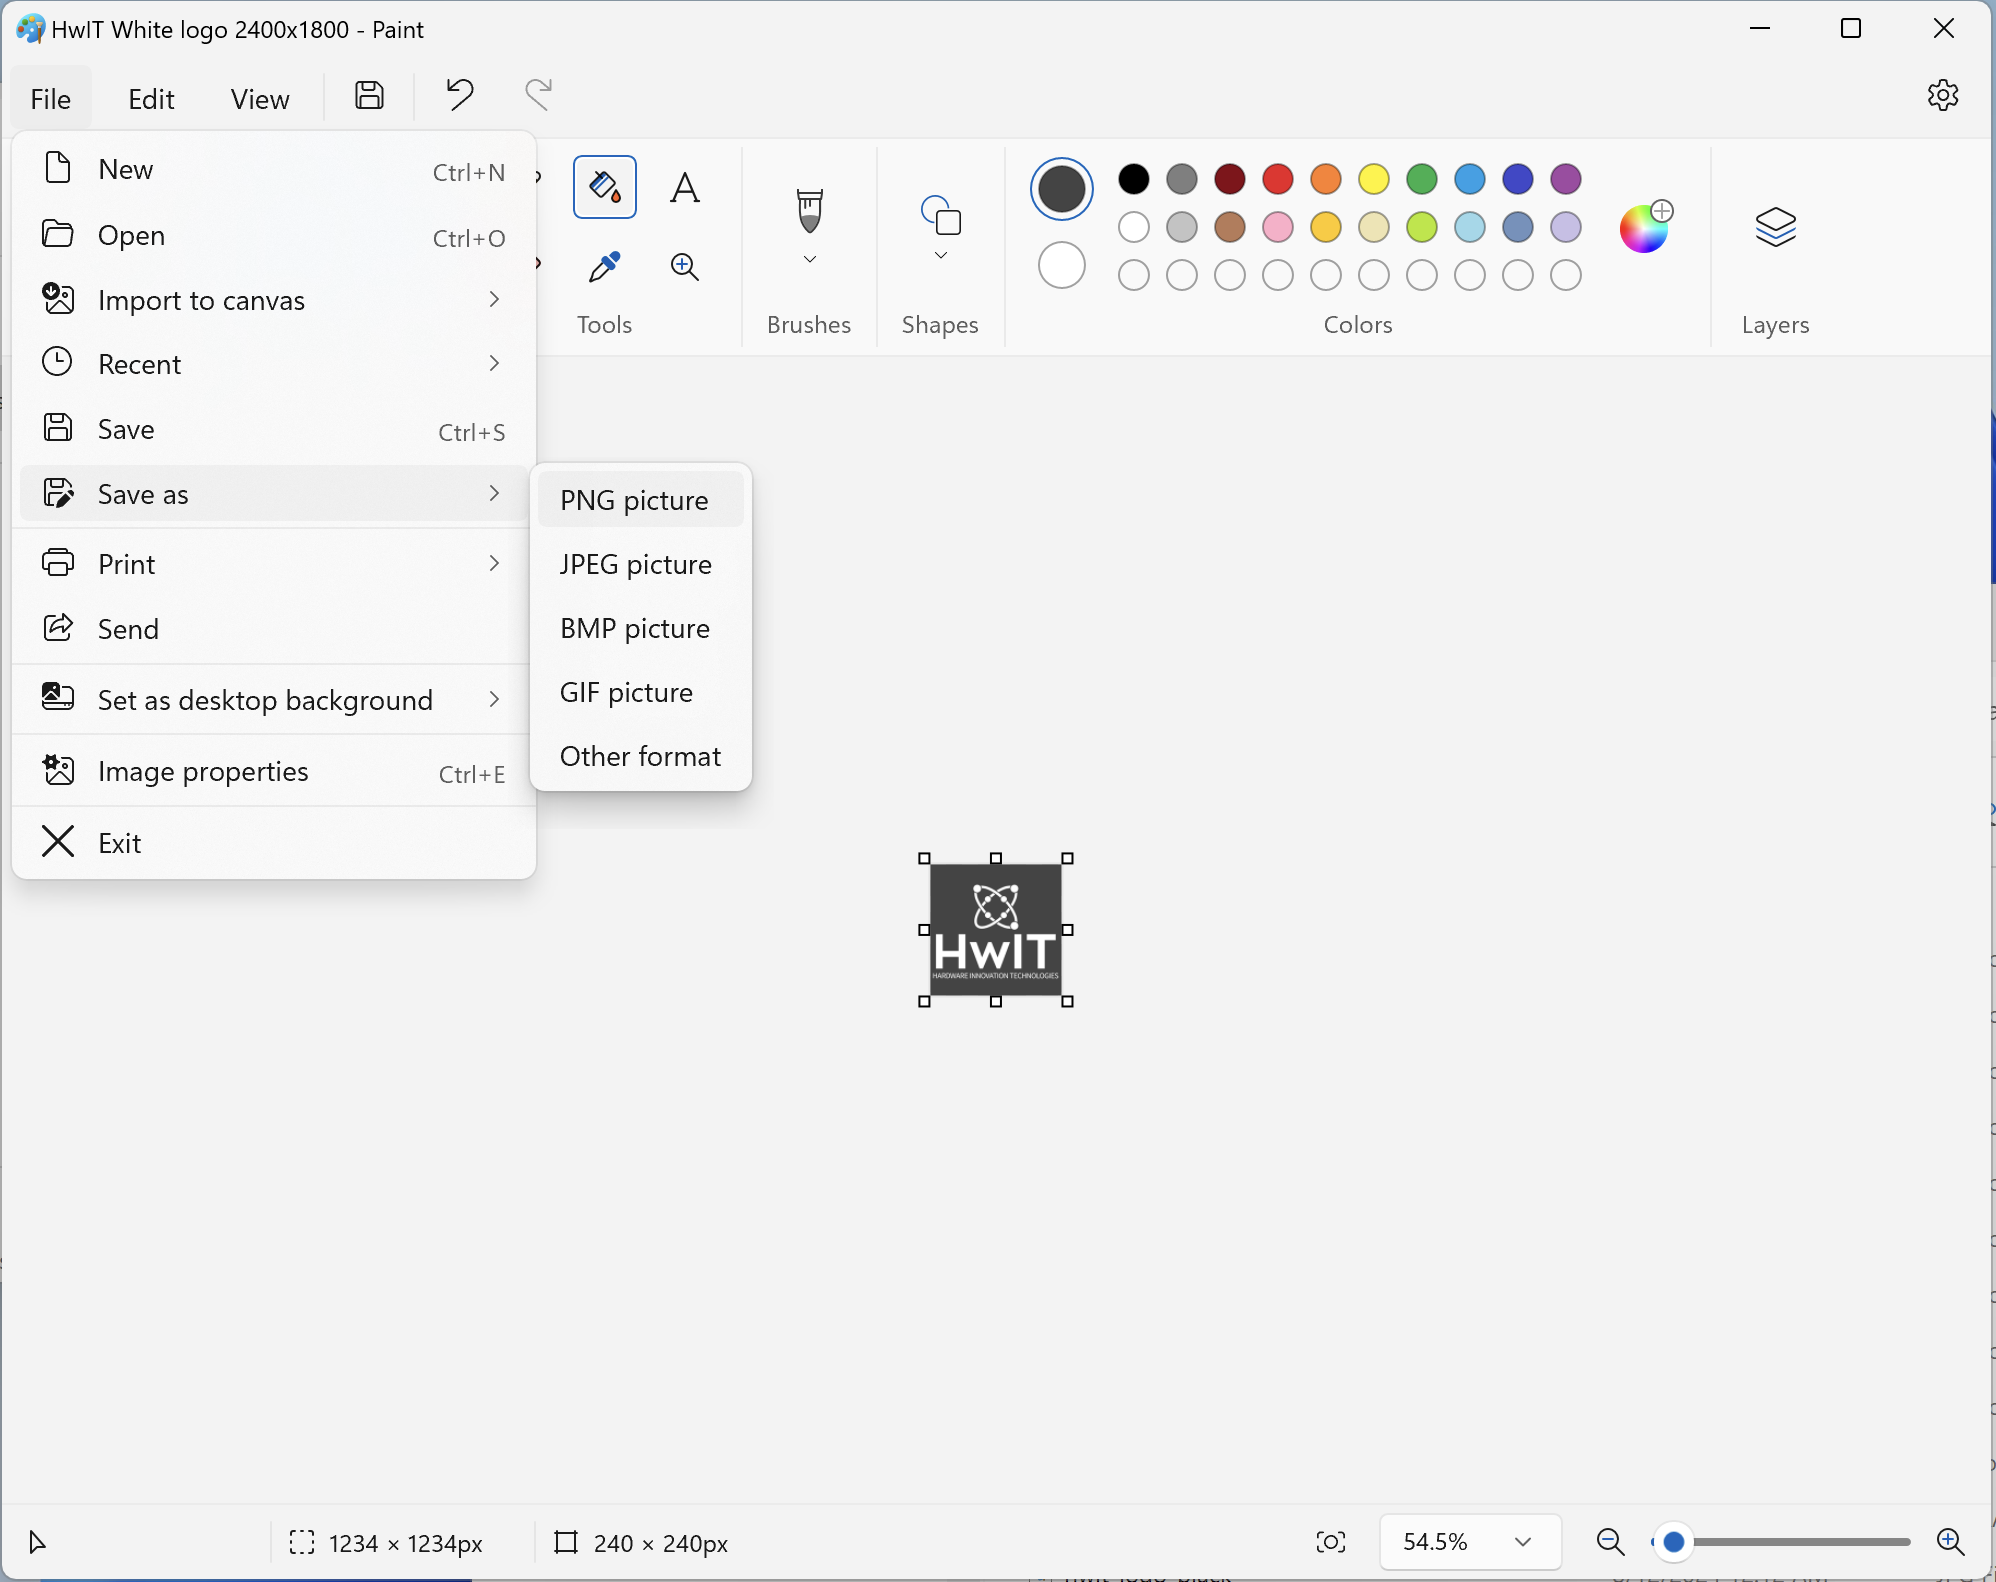 HwIT White logo 2400x1800 - Paint
File Edit View
New Ctrl+N
Open Ctrl+O
Import to canvas
Recent
Save Ctrl+S
Save as
Print
Send
Set as desktop background
Image properties Ctrl+E
Exit
PNG picture
JPEG picture
BMP picture
GIF picture
Other format
Tools Brushes Shapes Colors Layers
HwIT
HARDWARE INNOVATION TECHNOLOGIES
1234 × 1234px 240 × 240px 54.5%